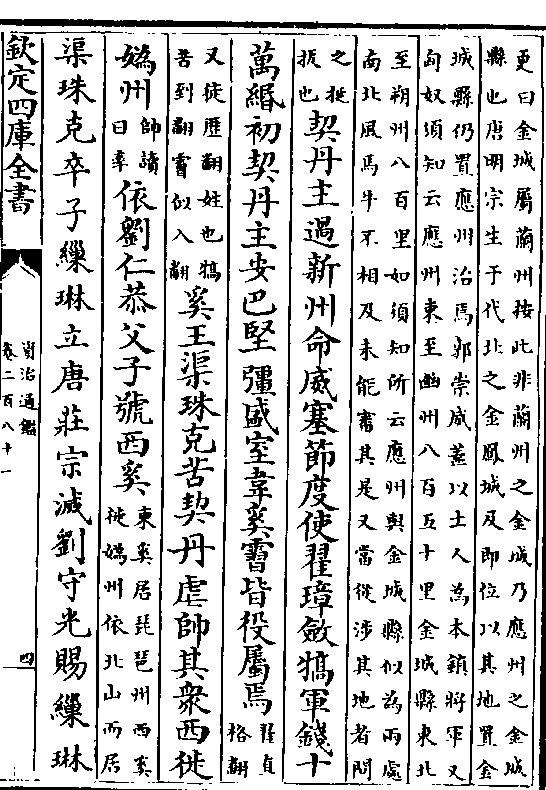 更曰金城屬蘭州按此非蘭州之金城乃應州之金城
縣也唐明宗生于代北之金鳳城及即位以其地置金
城縣仍置應州治焉郭崇威蓋以土人為本鎮將軍又
匈奴須知云應州東至幽州八百五十里金城縣東北
至朔州八百里如須知所云應州與金城縣似為兩處
南北風馬牛不相及未能審其是又當從涉其地者問
之拒
扳也
契丹主過新州命威塞節度使翟璋斂犒軍錢十
萬緡初契丹主安巴堅彊盛室韋奚霫皆役屬焉
翟直
格翻
又徒歷翻姓也犒
苦到翻霫似入翻
奚王渠珠克苦契丹虐帥其衆西徙
媯州
帥讀
曰率
依劉仁恭父子號西奚
東奚居琵琶州西奚
徙媯州依北山而居
渠珠克卒子繅琳立唐莊宗滅劉守光賜繅琳
欽定四庫全書
資治通鑑
卷二百八十一
四